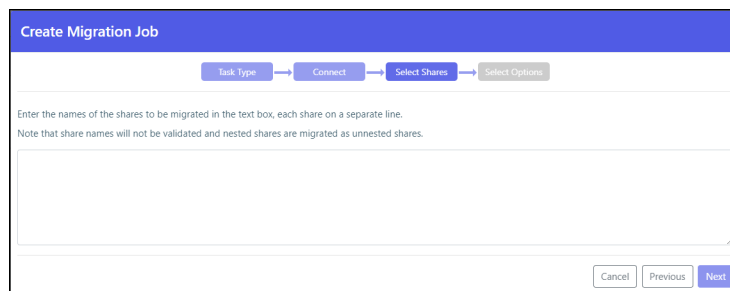 Create Migration Job
Task Type
Connect
Select Shares
Select Options
Enter the names of the shares to be migrated in the text box, each share on a separate line.
Note that share names will not be validated and nested shares are migrated as unnested shares.
Cancel
Previous
Next